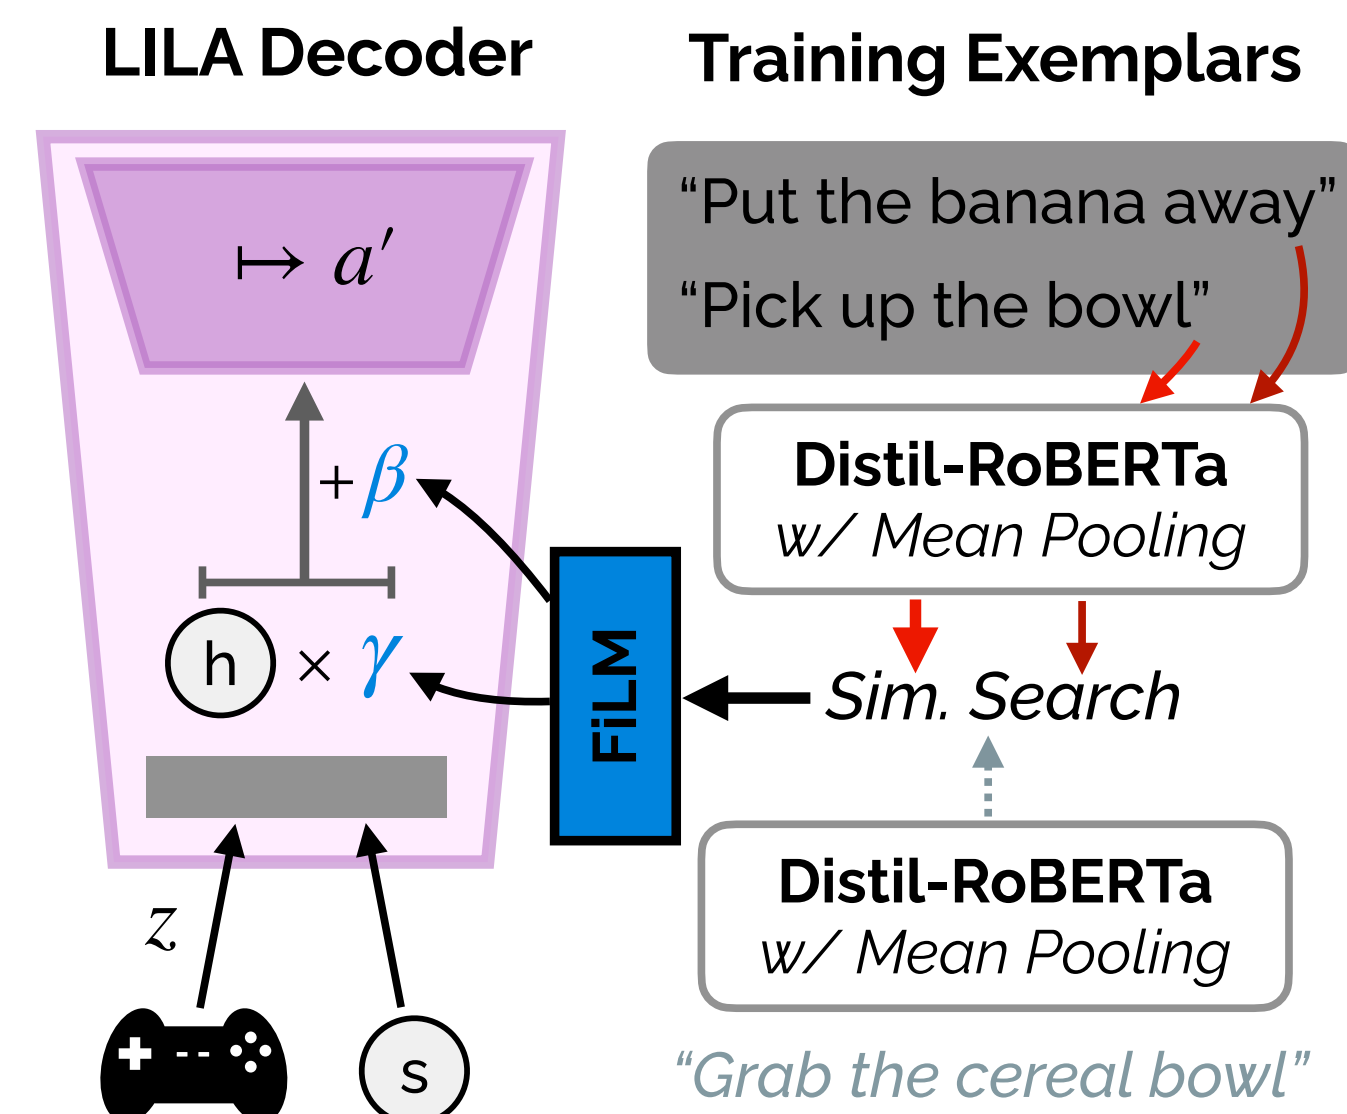 LILA Decoder
↦ a′
+ β
h × γ
z
s
FiLM
Training Exemplars
“Put the banana away”
“Pick up the bowl”
Distil-RoBERTa
w/ Mean Pooling
Sim. Search
Distil-RoBERTa
w/ Mean Pooling
“Grab the cereal bowl”